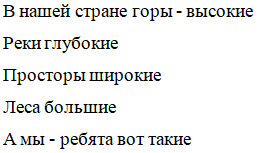 В нашей стране горы - высокие
Реки глубокие
Просторы широкие
Леса большие
А мы - ребята вот такие